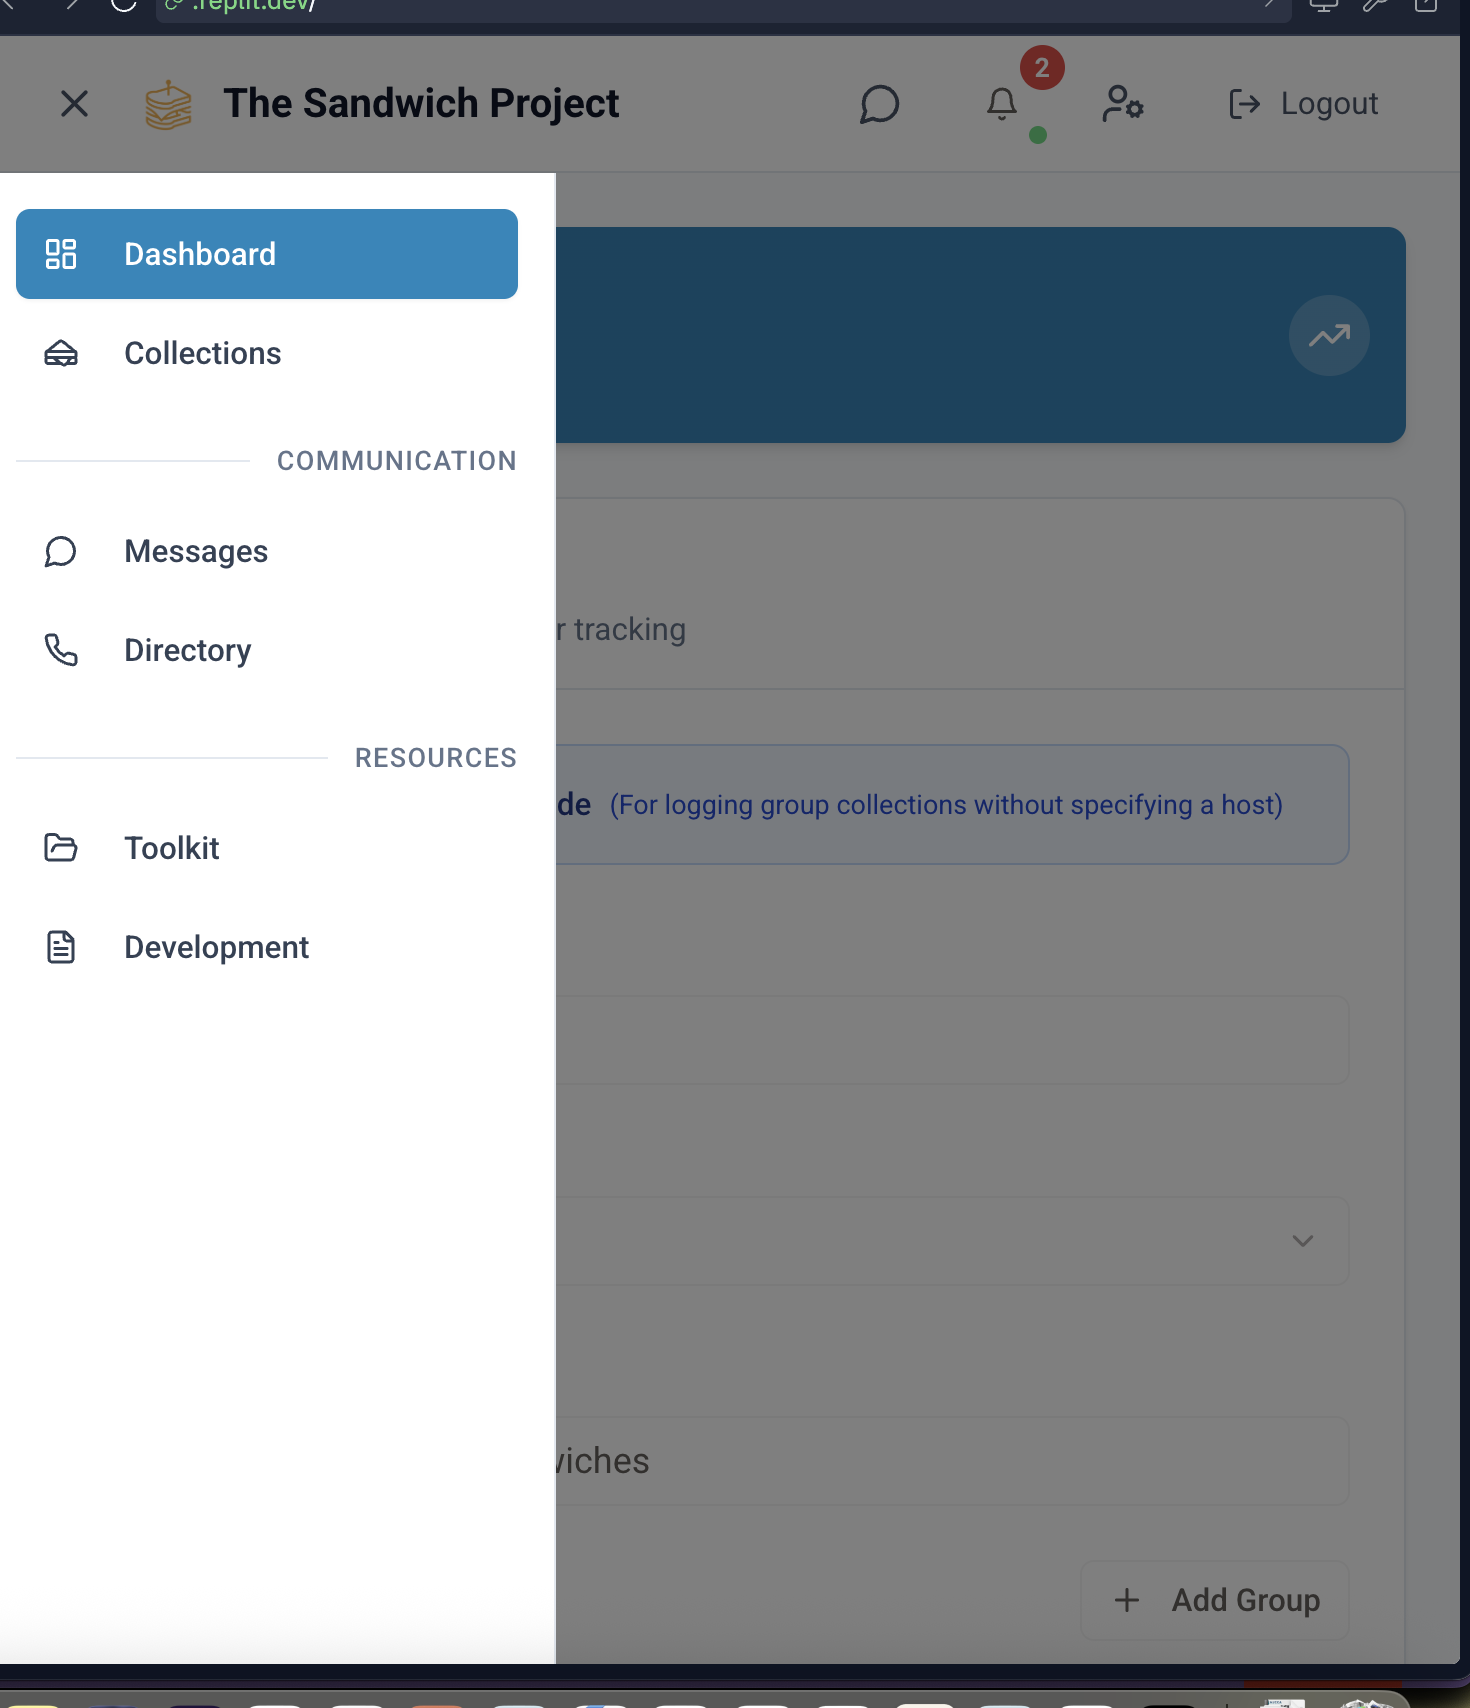 .replit.dev/
The Sandwich Project
2
Logout
Dashboard
Collections
COMMUNICATION
Messages
Directory
r tracking
RESOURCES
de (For logging group collections without specifying a host)
Toolkit
Development
wiches
Add Group